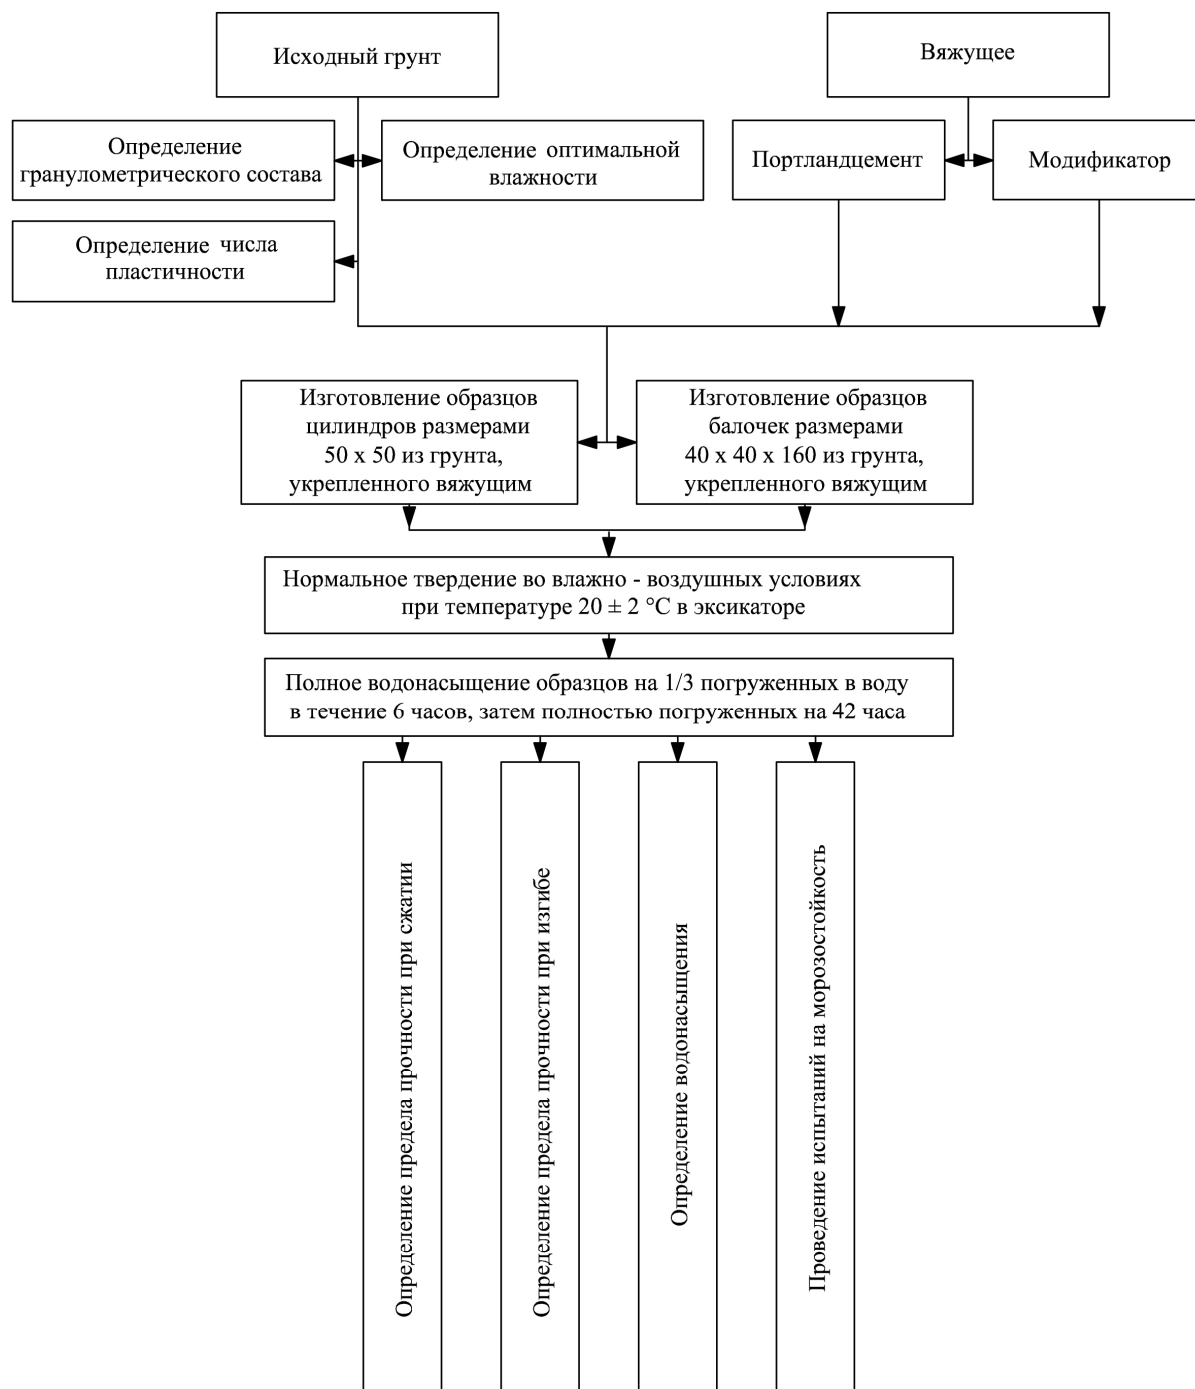 Исходный грунт
Вяжущее
Определение
гранулометрического состава
Определение оптимальной
влажности
Портландцемент
Модификатор
Определение числа
пластичности
Изготовление образцов
цилиндров размерами
50 х 50 из грунта,
укрепленного вяжущим
Изготовление образцов
балочек размерами
40 х 40 х 160 из грунта,
укрепленного вяжущим
Нормальное твердение во влажно - воздушных условиях
при температуре 20 ± 2 °С в эксикаторе
Полное водонасыщение образцов на 1/3 погруженных в воду
в течение 6 часов, затем полностью погруженных на 42 часа
Определение предела прочности при сжатии
Определение предела прочности при изгибе
Определение водонасыщения
Проведение испытаний на морозостойкость